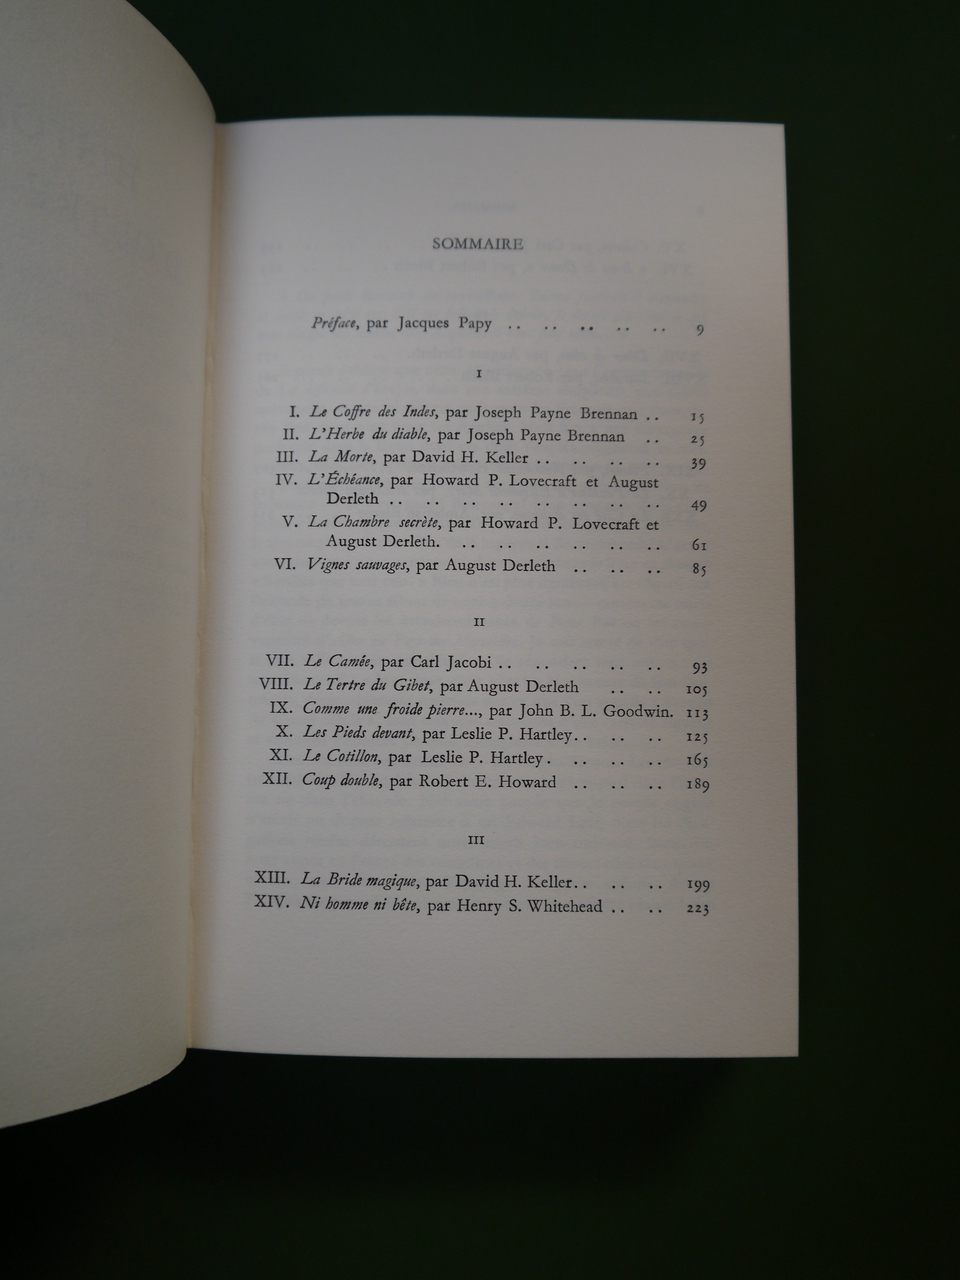 SOMMAIRE
Préface, par Jacques Papy .. .. .. .. .. 9
I
I. Le Coffre des Indes, par Joseph Payne Brennan .. 15
II. L'Herbe du diable, par Joseph Payne Brennan .. 25
III. La Morte, par David H. Keller .. .. .. .. 39
IV. L'Échéance, par Howard P. Lovecraft et August
Derleth .. .. .. .. .. .. .. .. 49
V. La Chambre secrète, par Howard P. Lovecraft et
August Derleth. .. .. .. .. .. .. 61
VI. Vignes sauvages, par August Derleth .. .. .. 85
II
VII. Le Camée, par Carl Jacobi .. .. .. .. .. 93
VIII. Le Tertre du Gibet, par August Derleth .. .. 105
IX. Comme une froide pierre..., par John B. L. Goodwin. 113
X. Les Pieds devant, par Leslie P. Hartley.. .. .. 125
XI. Le Cotillon, par Leslie P. Hartley . .. .. .. 165
XII. Coup double, par Robert E. Howard .. .. .. 189
III
XIII. La Bride magique, par David H. Keller.. .. .. 199
XIV. Ni homme ni bête, par Henry S. Whitehead .. .. 223